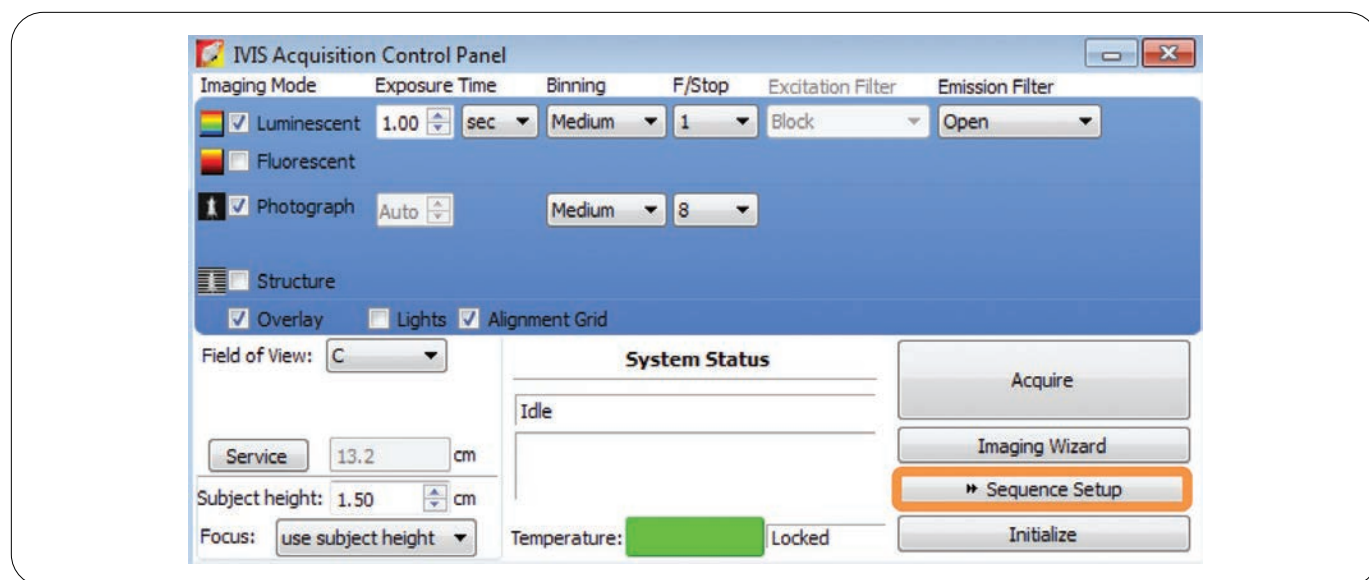 IVIS Acquisition Control Panel
Imaging Mode Exposure Time Binning F/Stop Excitation Filter Emission Filter
Luminescent 1.00 sec Medium 1 Block Open
Fluorescent
Photograph Auto Medium 8
Structure
Overlay Lights Alignment Grid
Field of View: C
System Status
Acquire
Idle
Service 13.2 cm
Imaging Wizard
Subject height: 1.50 cm
Sequence Setup
Focus: use subject height
Temperature: Locked
Initialize